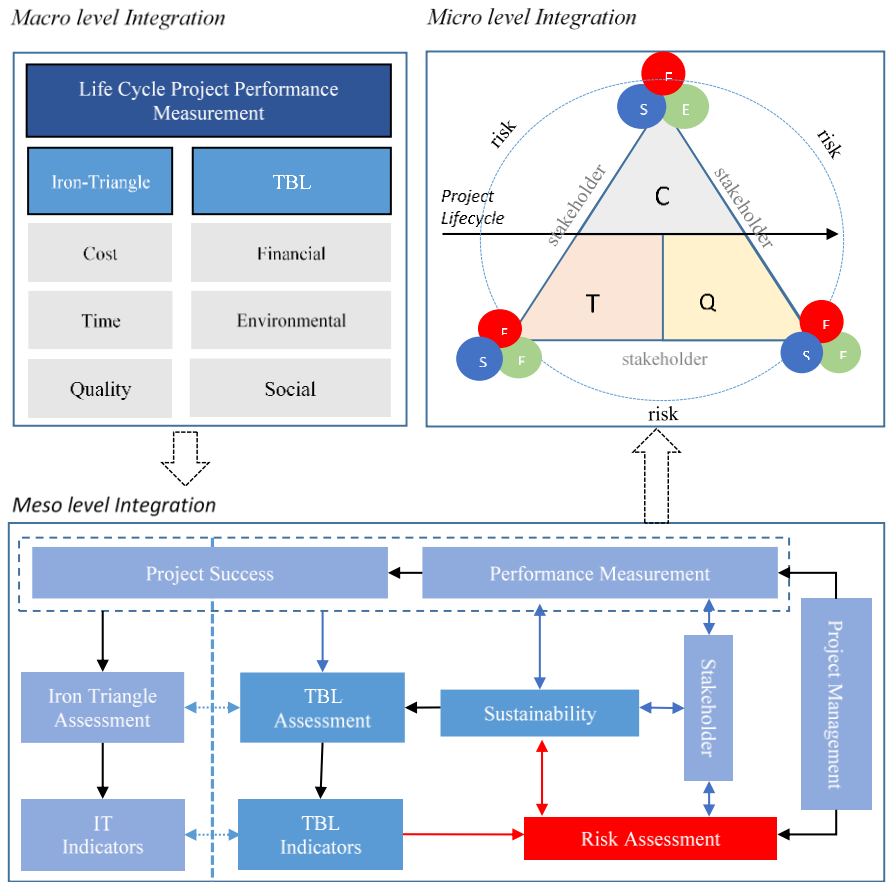 Macro level Integration
Life Cycle Project Performance
Measurement
Iron-Triangle
TBL
Cost
Financial
Time
Environmental
Quality
Social
Micro level Integration
S
E
risk
risk
stakeholder
stakeholder
Project
Lifecycle
C
T
Q
S
S
stakeholder
risk
Meso level Integration
Project Success
Performance Measurement
Project Management
Iron Triangle
Assessment
TBL
Assessment
Sustainability
Stakeholder
IT
Indicators
TBL
Indicators
Risk Assessment